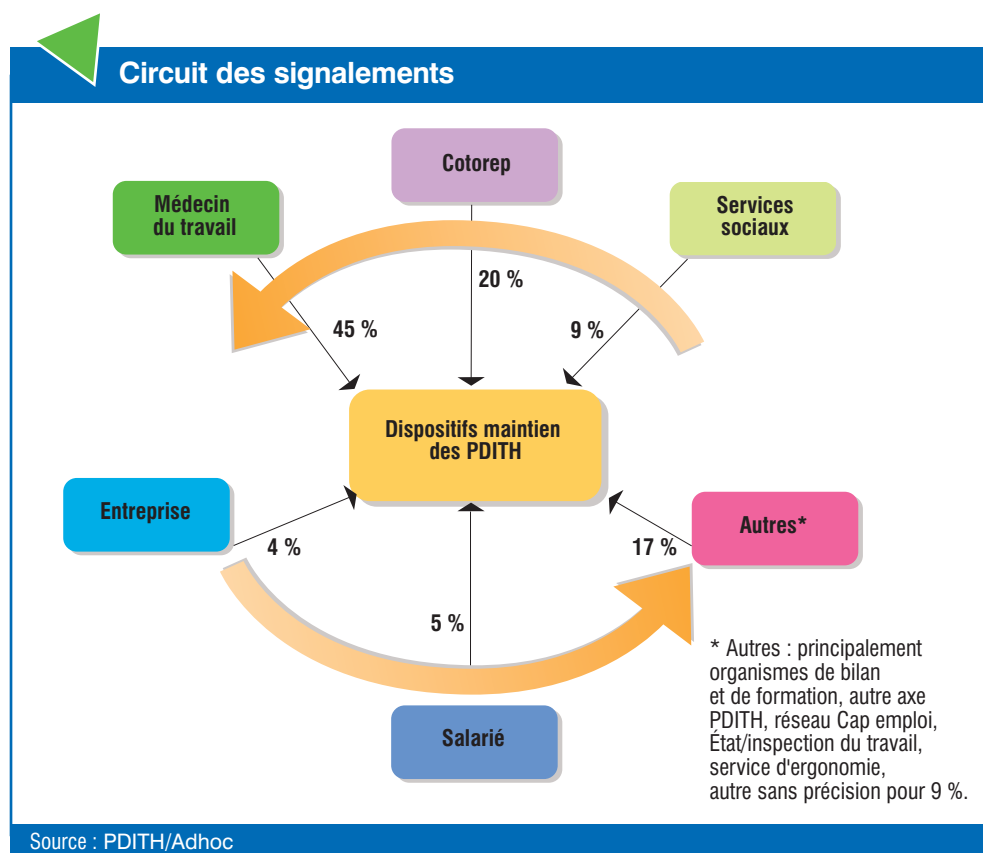 Circuit des signalements
Cotorep
Médecin
du travail
Services
sociaux
20 %
45 %
9 %
Dispositifs maintien
des PDITH
Entreprise
Autres*
4 %
17 %
5 %
Salarié
* Autres : principalement
organismes de bilan
et de formation, autre axe
PDITH, réseau Cap emploi,
État/inspection du travail,
service d'ergonomie,
autre sans précision pour 9 %.
Source : PDITH/Adhoc